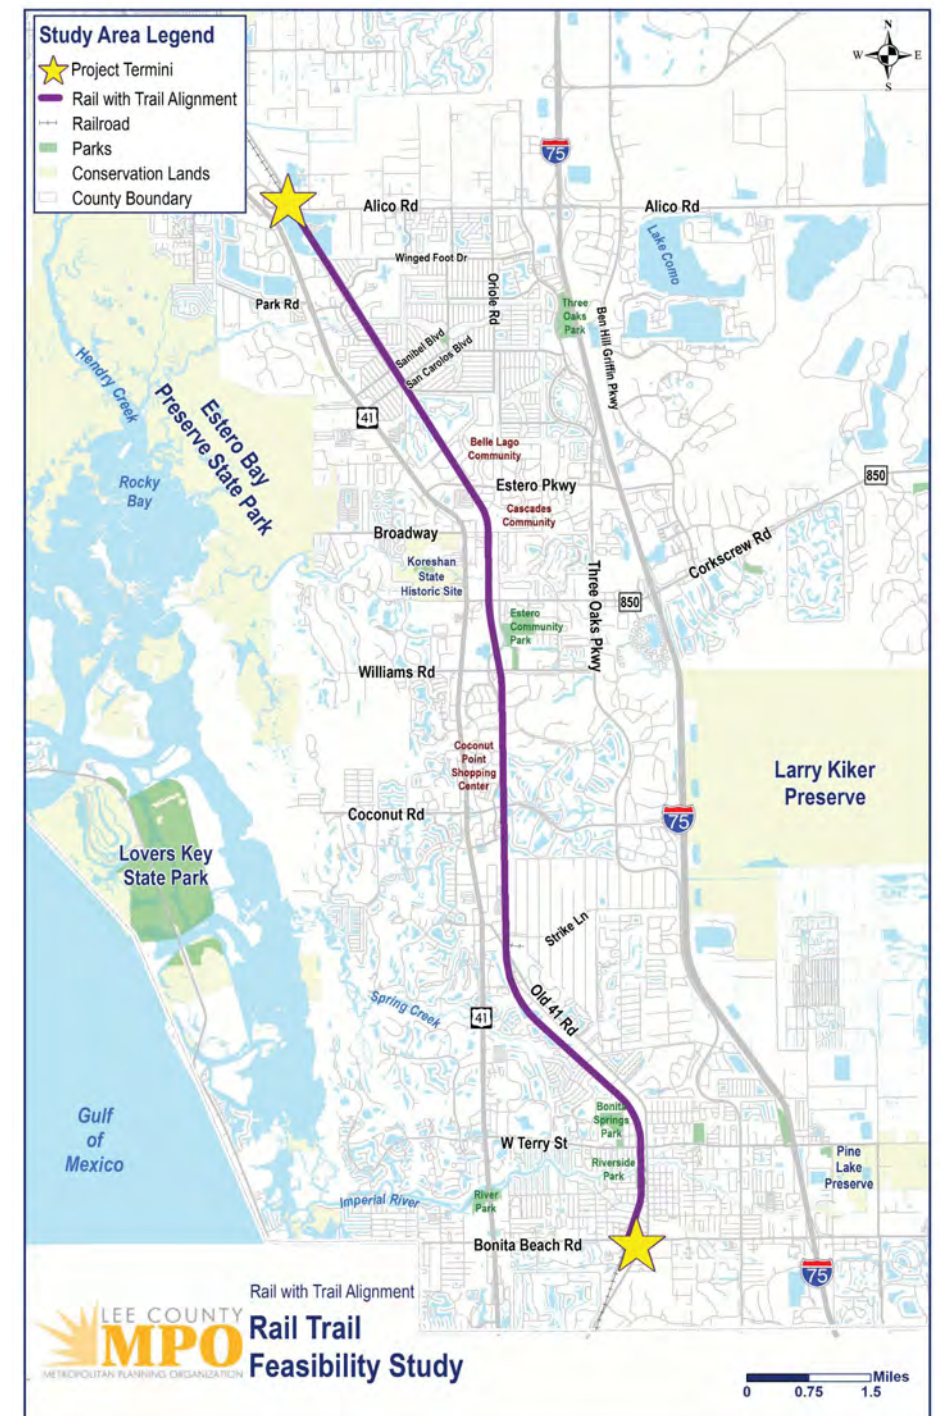 Study Area Legend
Project Termini
Rail with Trail Alignment
Railroad
Parks
Conservation Lands
County Boundary
N
W
E
S
75
Alico Rd
Alico Rd
Lake Como
Winged Foot Dr
Oriole Rd
Park Rd
Three
Oaks
Park
Ben Hill Griffin Pkwy
Sanibel Blvd
San Carolos Blvd
Hendry Creek
Estero Bay
Preserve State Park
41
Belle Lago
Community
Rocky
Bay
Estero Pkwy
850
Cascades
Community
Broadway
Corkscrew Rd
Koreshan
State
Historic Site
Three Oaks Pkwy
850
Estero
Community
Park
Williams Rd
Coconut
Point
Shopping
Center
Larry Kiker
Preserve
Coconut Rd
75
Lovers Key
State Park
Strike Ln
Spring Creek
41
Old 41 Rd
Gulf
of
Mexico
Bonita
Springs
Park
W Terry St
Riverside
Park
Pine
Lake
Preserve
Imperial River
River
Park
Bonita Beach Rd
75
LEE COUNTY
MPO
METROPOLITAN PLANNING ORGANIZATION
Rail with Trail Alignment
Rail Trail
Feasibility Study
Miles
0 0.75 1.5